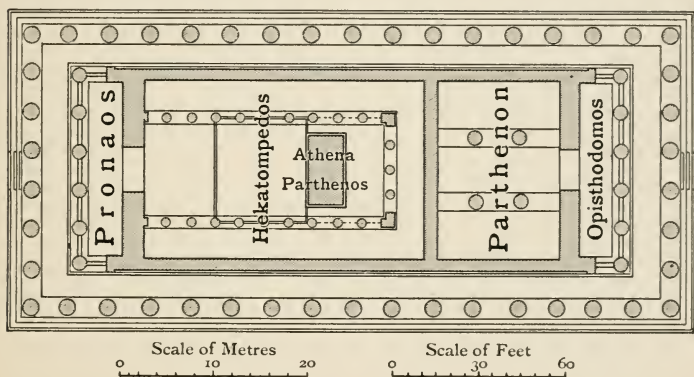 Pronaos
Hekatompedos
Athena
Parthenos
Parthenon
Opisthodomos
Scale of Metres
0 10 20
Scale of Feet
0 30 60